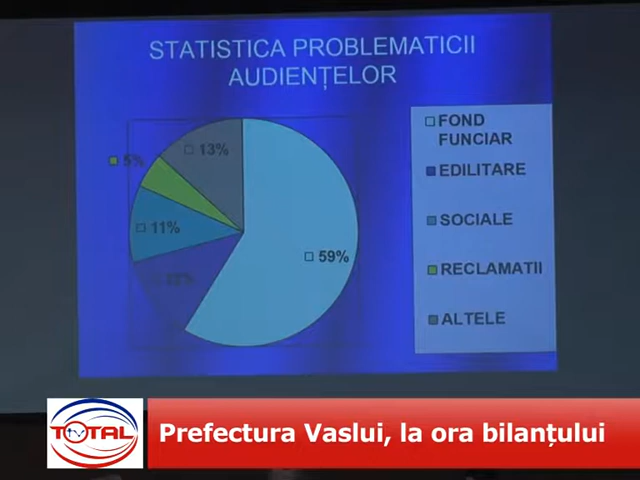 STATISTICA PROBLEMATICII
AUDIENȚELOR
13%
5%
11%
59%
FOND
FUNCIAR
EDILITARE
SOCIALE
RECLAMATII
ALTELE
TOTAL
tv
Prefectura Vaslui, la ora bilanțului